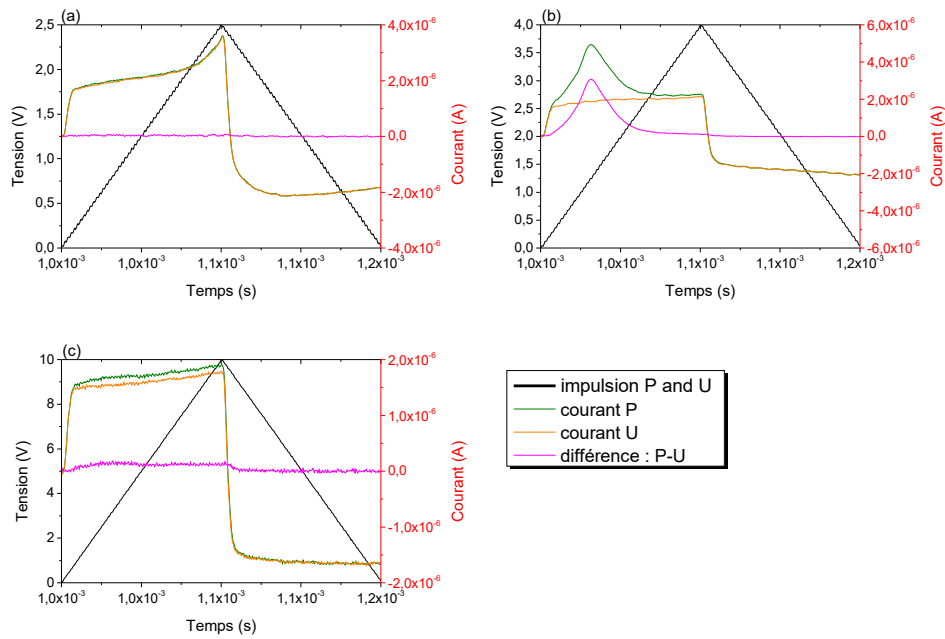 (a)
2,5
2,0
1,5
1,0
0,5
0,0
Tension (V)
4,0x10⁻⁶
2,0x10⁻⁶
0,0
-2,0x10⁻⁶
-4,0x10⁻⁶
Courant (A)
1,0x10⁻³ 1,0x10⁻³ 1,1x10⁻³ 1,1x10⁻³ 1,2x10⁻³
Temps (s)
(b)
4,0
3,5
3,0
2,5
2,0
1,5
1,0
0,5
0,0
Tension (V)
6,0x10⁻⁶
4,0x10⁻⁶
2,0x10⁻⁶
0,0
-2,0x10⁻⁶
-4,0x10⁻⁶
-6,0x10⁻⁶
Courant (A)
1,0x10⁻³ 1,0x10⁻³ 1,1x10⁻³ 1,1x10⁻³ 1,2x10⁻³
Temps (s)
(c)
10
8
6
4
2
0
Tension (V)
2,0x10⁻⁶
1,0x10⁻⁶
0,0
-1,0x10⁻⁶
-2,0x10⁻⁶
Courant (A)
1,0x10⁻³ 1,0x10⁻³ 1,1x10⁻³ 1,1x10⁻³ 1,2x10⁻³
Temps (s)
impulsion P and U
courant P
courant U
différence : P-U